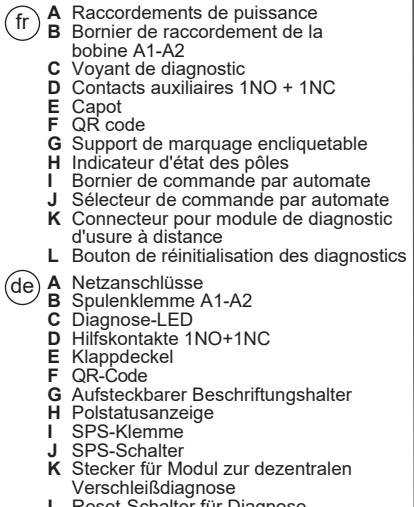 fr A Raccordements de puissance
B Bornier de raccordement de la
bobine A1-A2
C Voyant de diagnostic
D Contacts auxiliaires 1NO + 1NC
E Capot
F QR code
G Support de marquage encliquetable
H Indicateur d'état des pôles
I Bornier de commande par automate
J Sélecteur de commande par automate
K Connecteur pour module de diagnostic
d'usure à distance
L Bouton de réinitialisation des diagnostics
de A Netzanschlüsse
B Spulenklemme A1-A2
C Diagnose-LED
D Hilfskontakte 1NO+1NC
E Klappdeckel
F QR-Code
G Aufsteckbarer Beschriftungshalter
H Polstatusanzeige
I SPS-Klemme
J SPS-Schalter
K Stecker für Modul zur dezentralen
Verschleißdiagnose
L Reset-Schalter für Diagnose